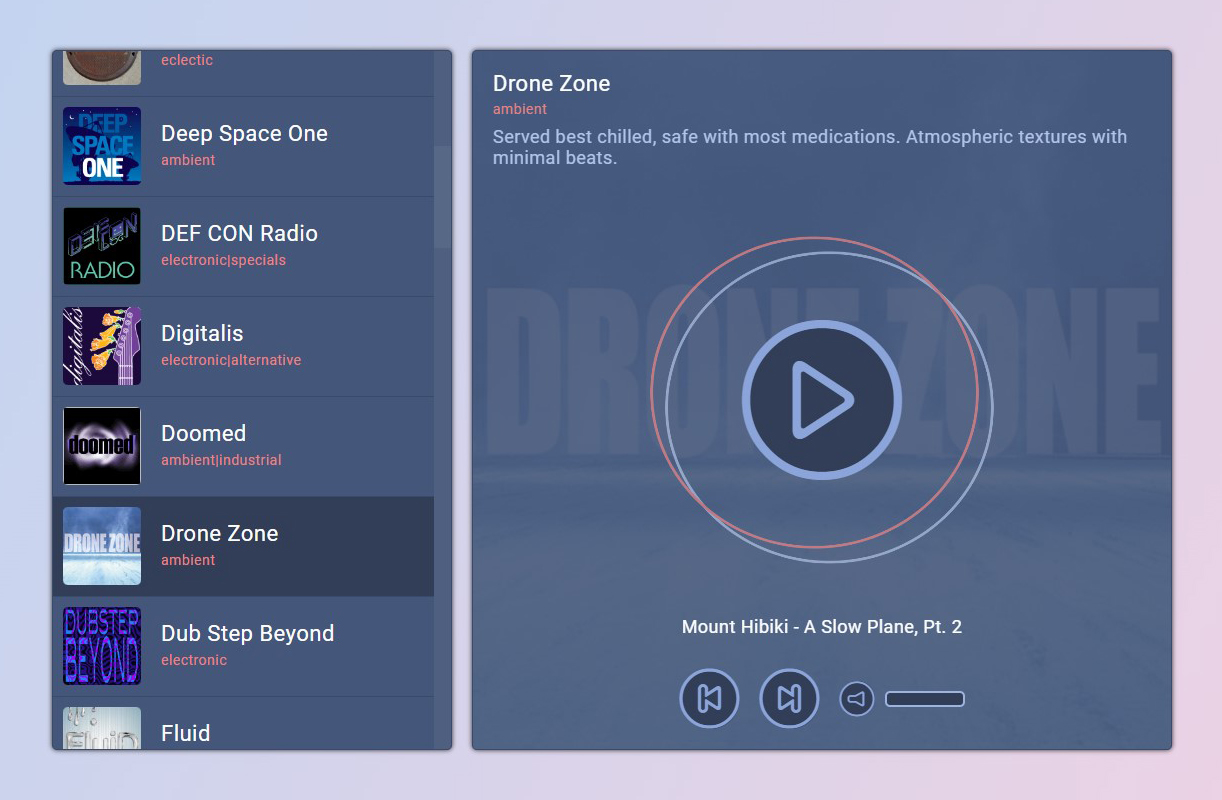 eclectic
DEEP
SPACE
ONE
Deep Space One
ambient
DEF CON
RADIO
DEF CON Radio
electronic|specials
digitalis
Digitalis
electronic|alternative
doomed
Doomed
ambient|industrial
DRONE ZONE
Drone Zone
ambient
DUBSTEP
BEYOND
Dub Step Beyond
electronic
FLUID
Fluid
Drone Zone
ambient
Served best chilled, safe with most medications. Atmospheric textures with
minimal beats.
DRONE ZONE
Mount Hibiki - A Slow Plane, Pt. 2